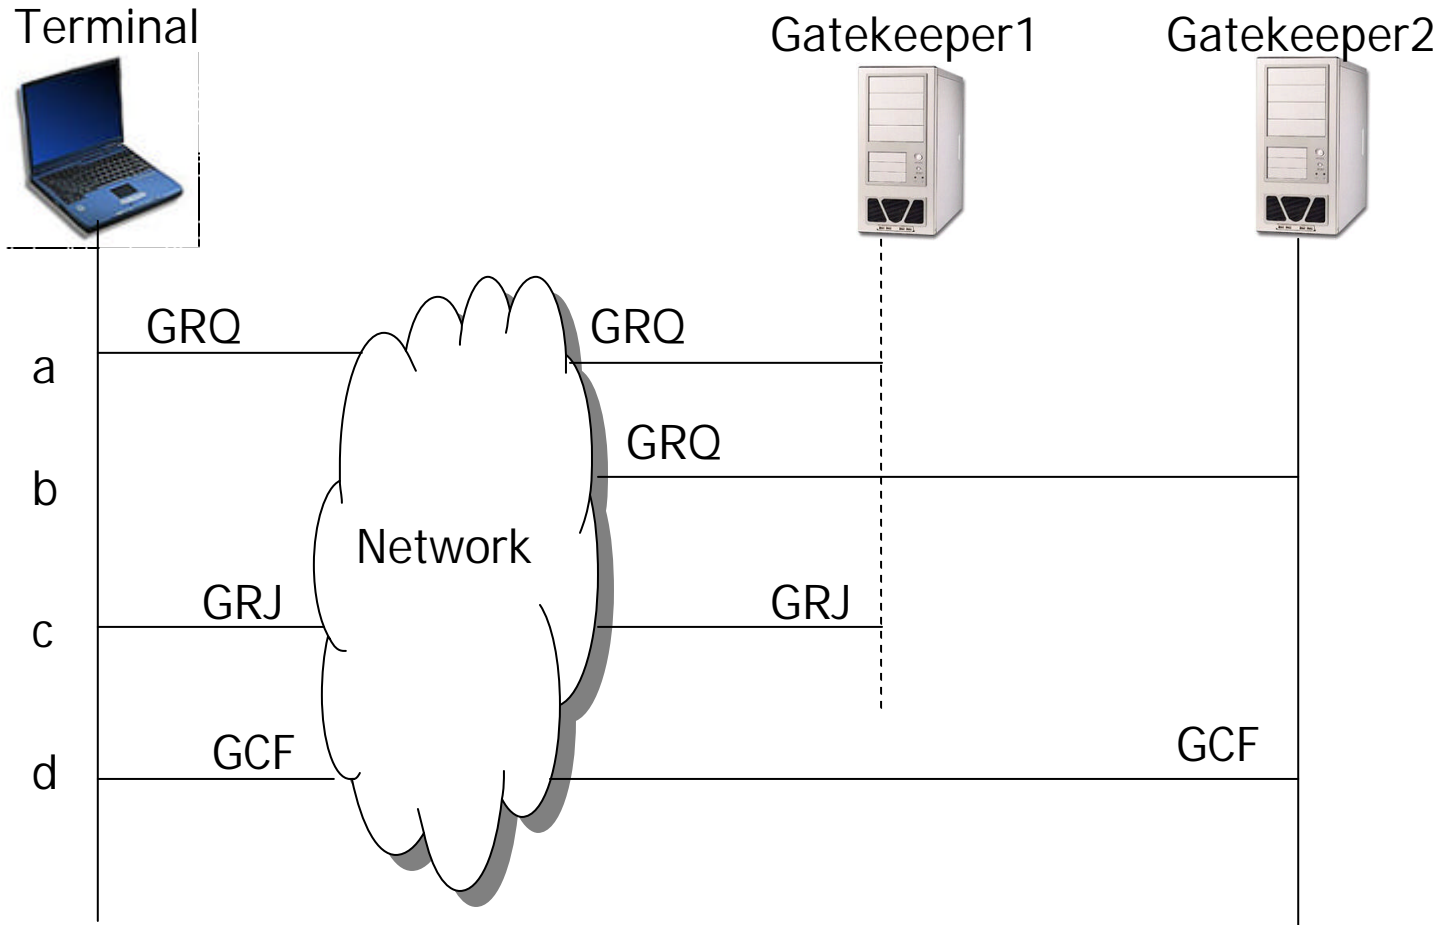 Terminal
Gatekeeper1
Gatekeeper2
GRQ
GRQ
a
GRQ
b
Network
GRJ
GRJ
c
GCF
GCF
d